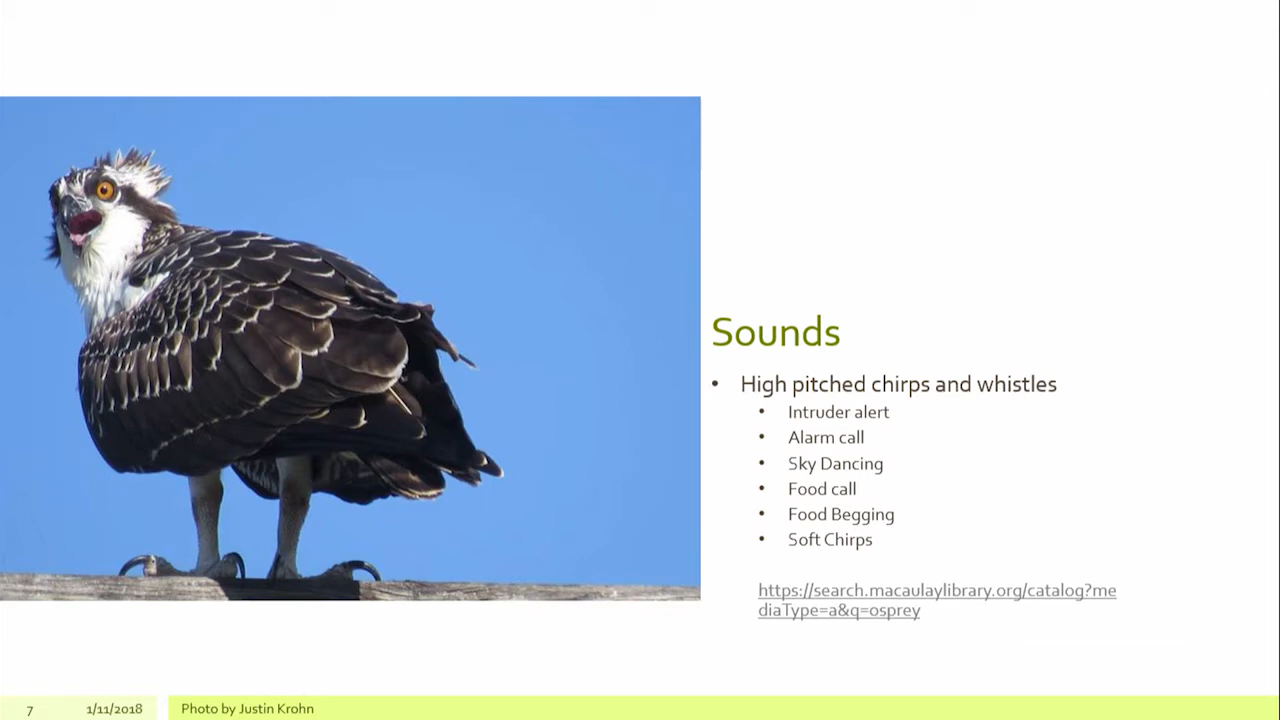 Sounds
• High pitched chirps and whistles
• Intruder alert
• Alarm call
• Sky Dancing
• Food call
• Food Begging
• Soft Chirps
https://search.macaulaylibrary.org/catalog?me
diaType=a&q=osprey
7 1/11/2018 Photo by Justin Krohn